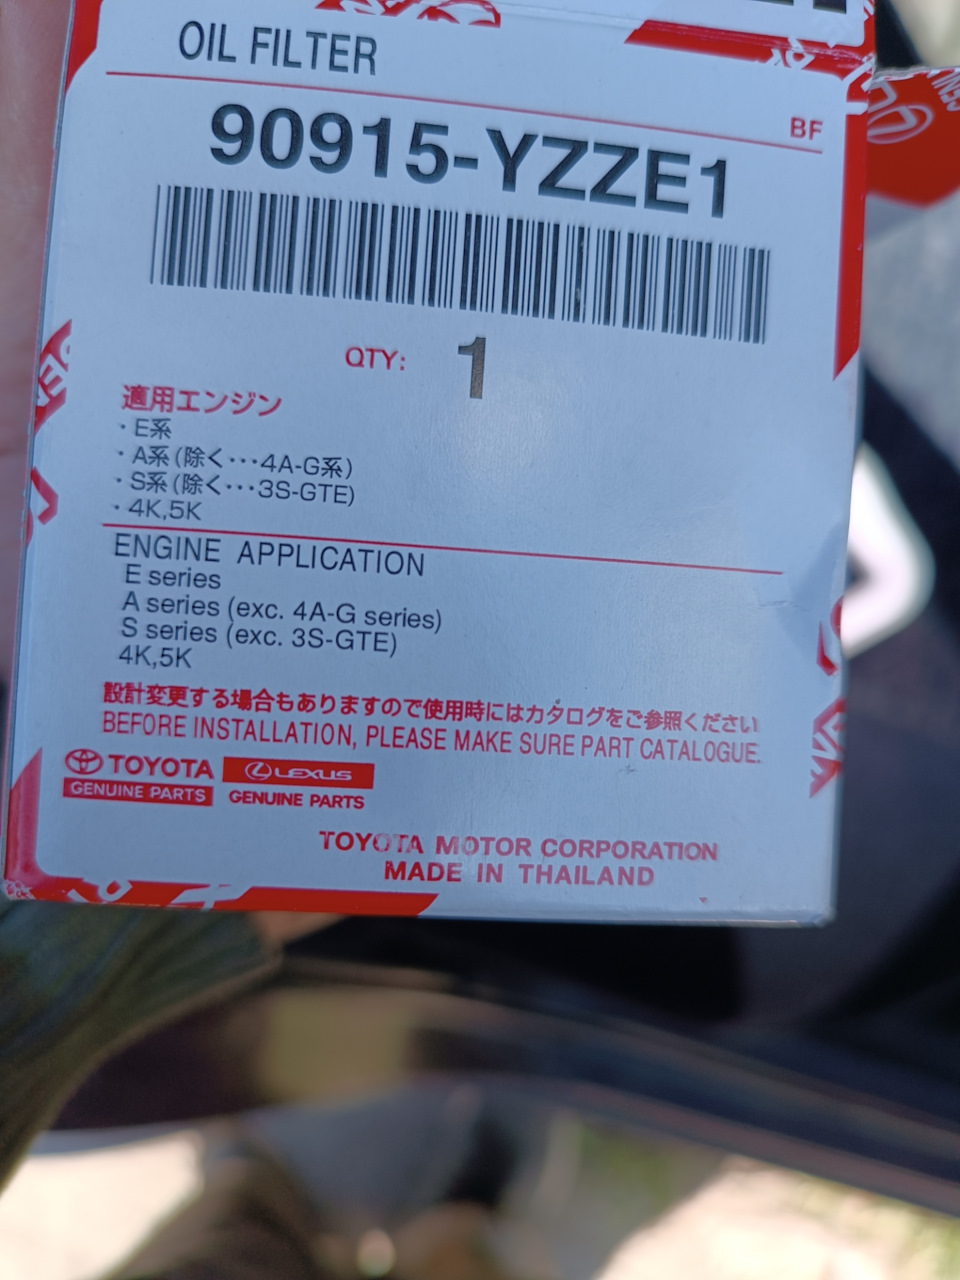 OIL FILTER
BF
90915-YZZE1
QTY: 1
適用エンジン
・E系
・A系(除く・・・4A-G系)
・S系(除く・・・3S-GTE)
・4K,5K
ENGINE APPLICATION
E series
A series (exc. 4A-G series)
S series (exc. 3S-GTE)
4K,5K
設計変更する場合もありますので使用時にはカタログをご参照ください
BEFORE INSTALLATION, PLEASE MAKE SURE PART CATALOGUE.
TOYOTA LEXUS
GENUINE PARTS GENUINE PARTS
TOYOTA MOTOR CORPORATION
MADE IN THAILAND